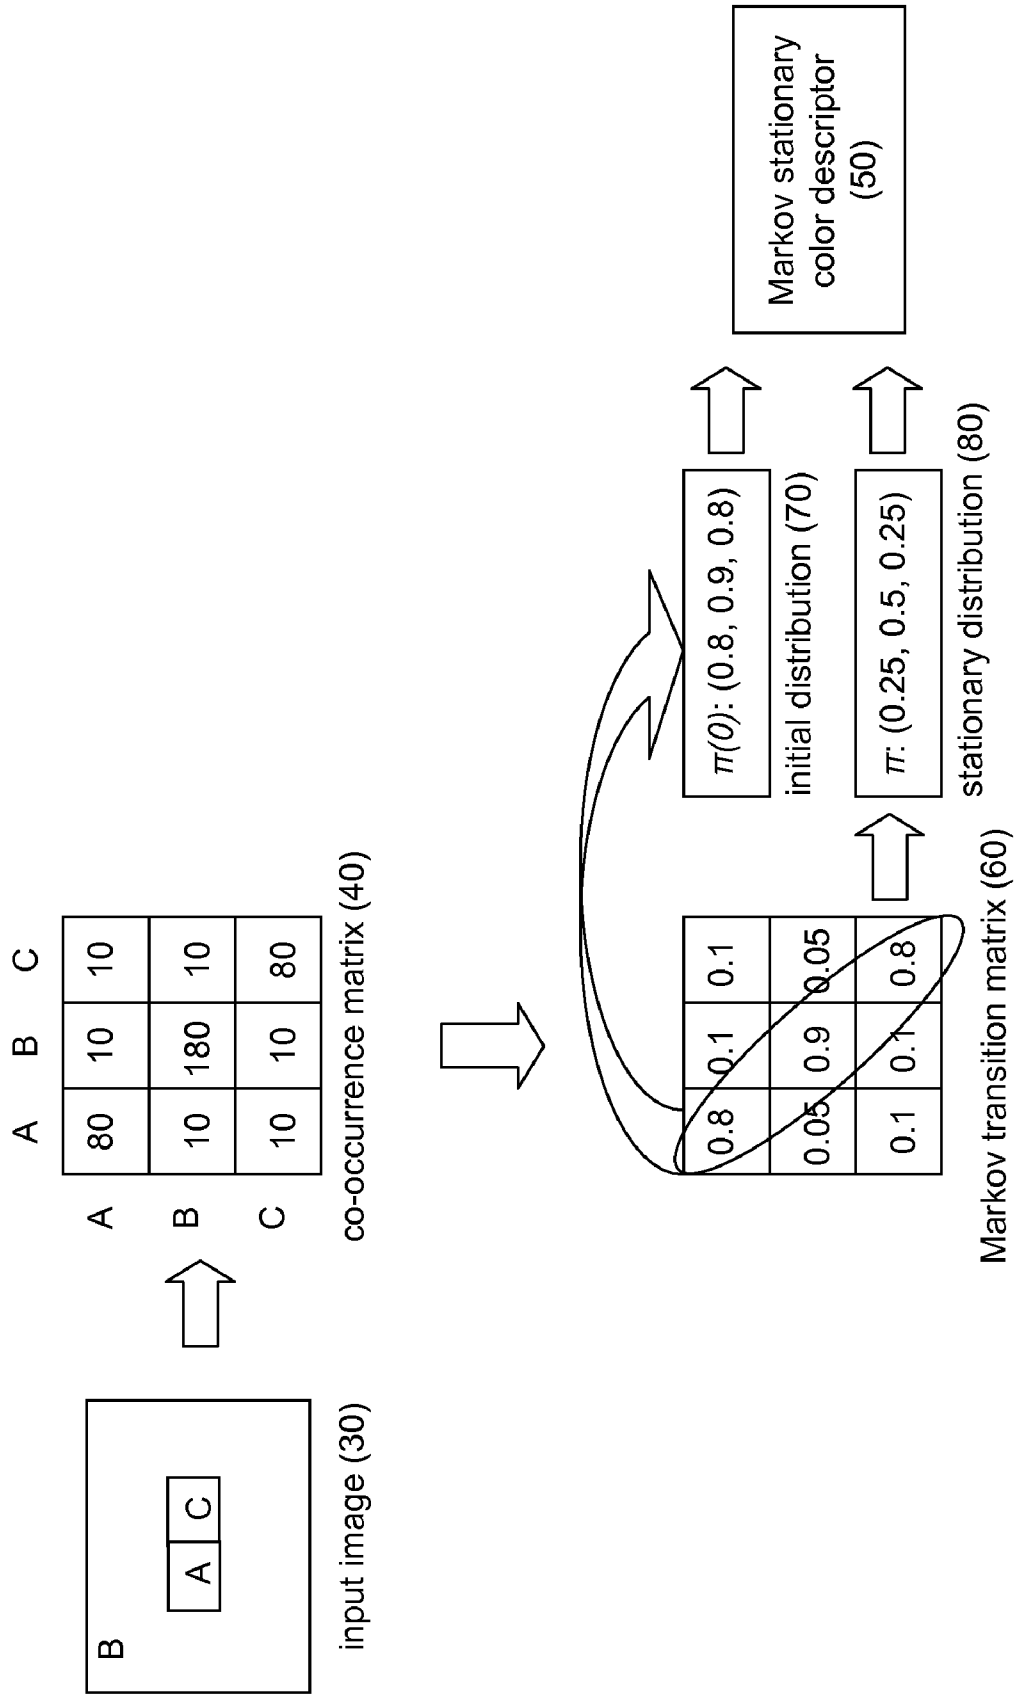 B
A C
input image (30)
A B C
A 80 10 10
B 10 180 10
C 10 10 80
co-occurrence matrix (40)
0.8 0.1 0.1
0.05 0.9 0.05
0.1 0.1 0.8
Markov transition matrix (60)
π(0): (0.8, 0.9, 0.8)
initial distribution (70)
π: (0.25, 0.5, 0.25)
stationary distribution (80)
Markov stationary
color descriptor
(50)